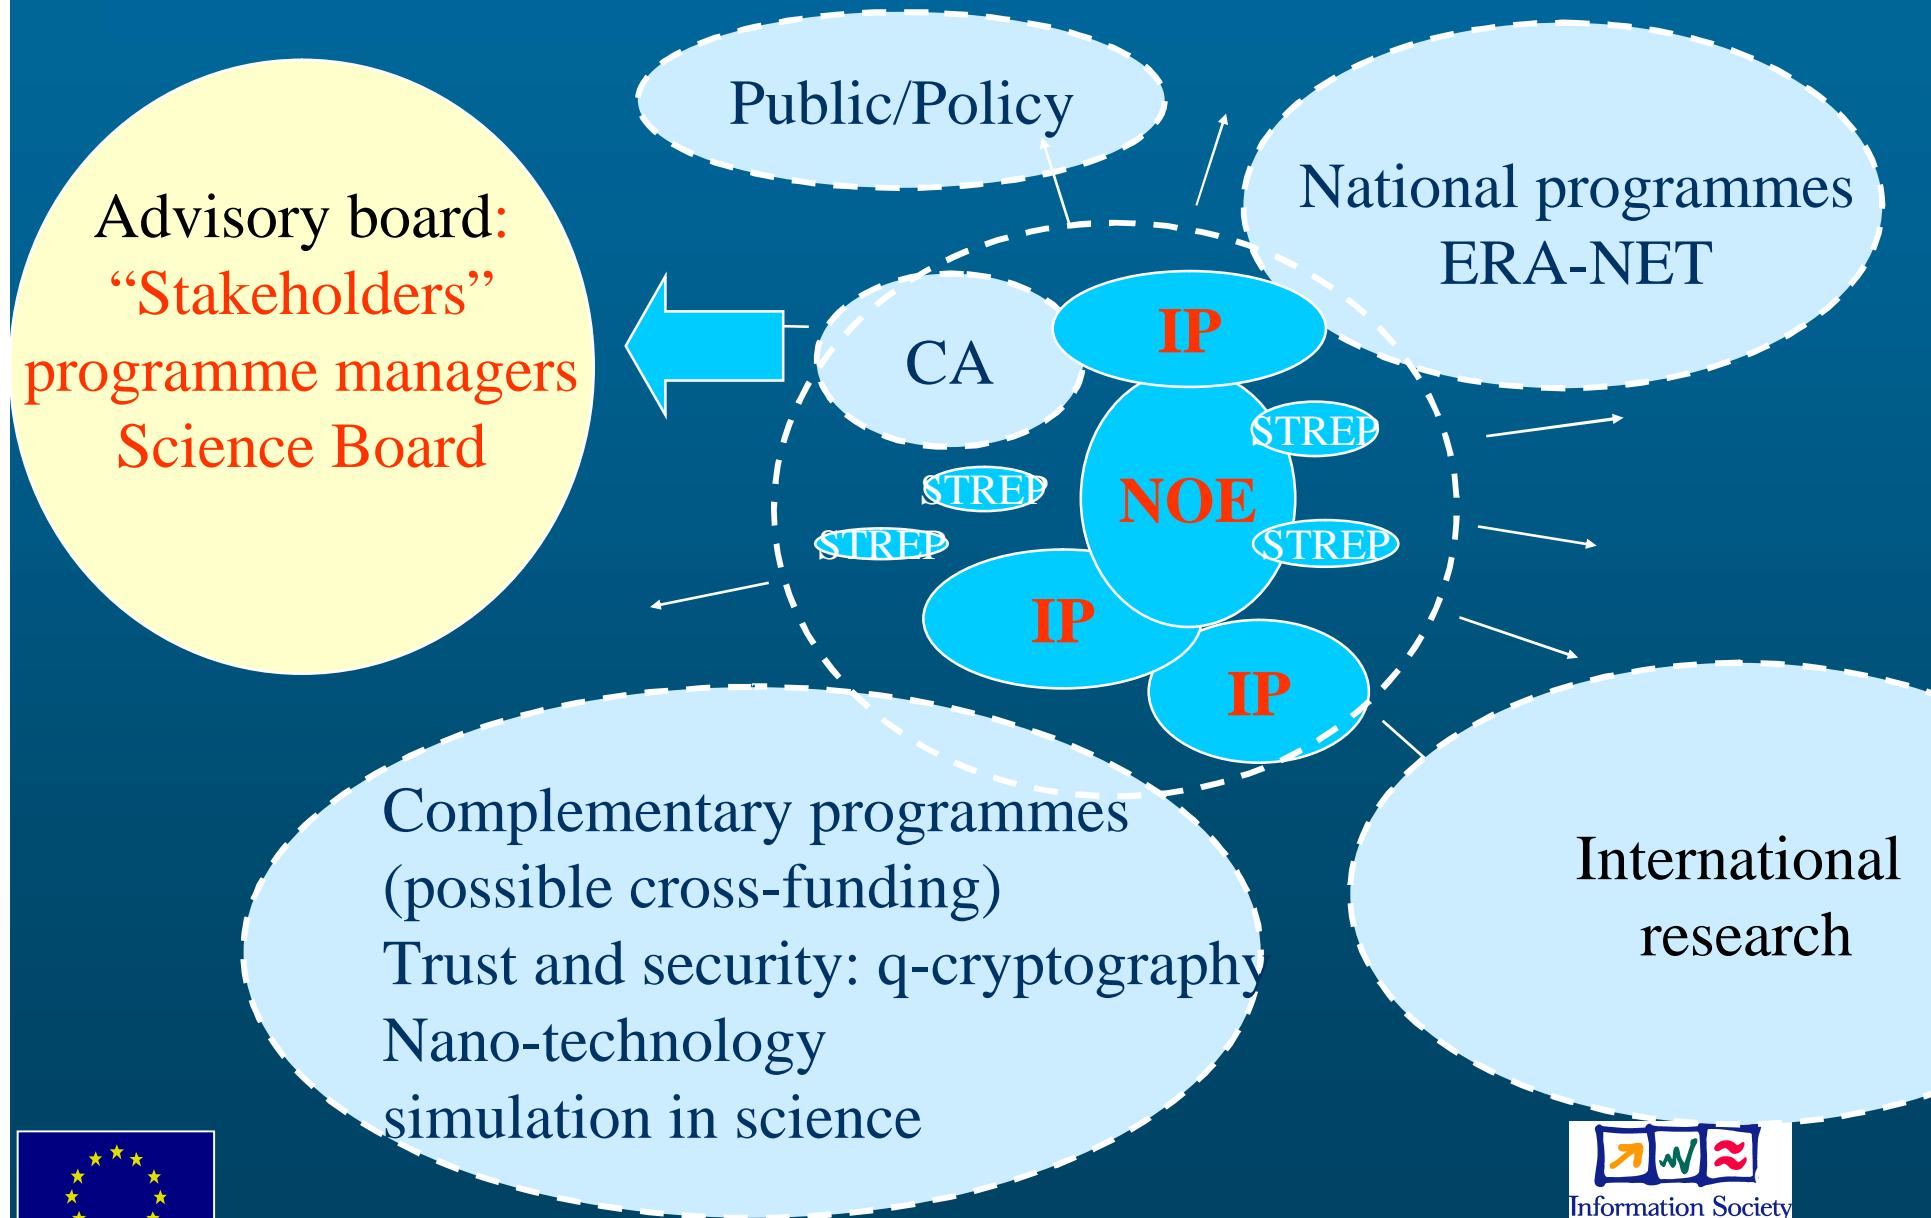 Public/Policy
National programmes
ERA-NET
Advisory board:
“Stakeholders”
programme managers
Science Board
CA
IP
STREP
STREP
NOE
STREP
STREP
IP
IP
Complementary programmes
(possible cross-funding)
Trust and security: q-cryptography
Nano-technology
simulation in science
International
research
Information Society